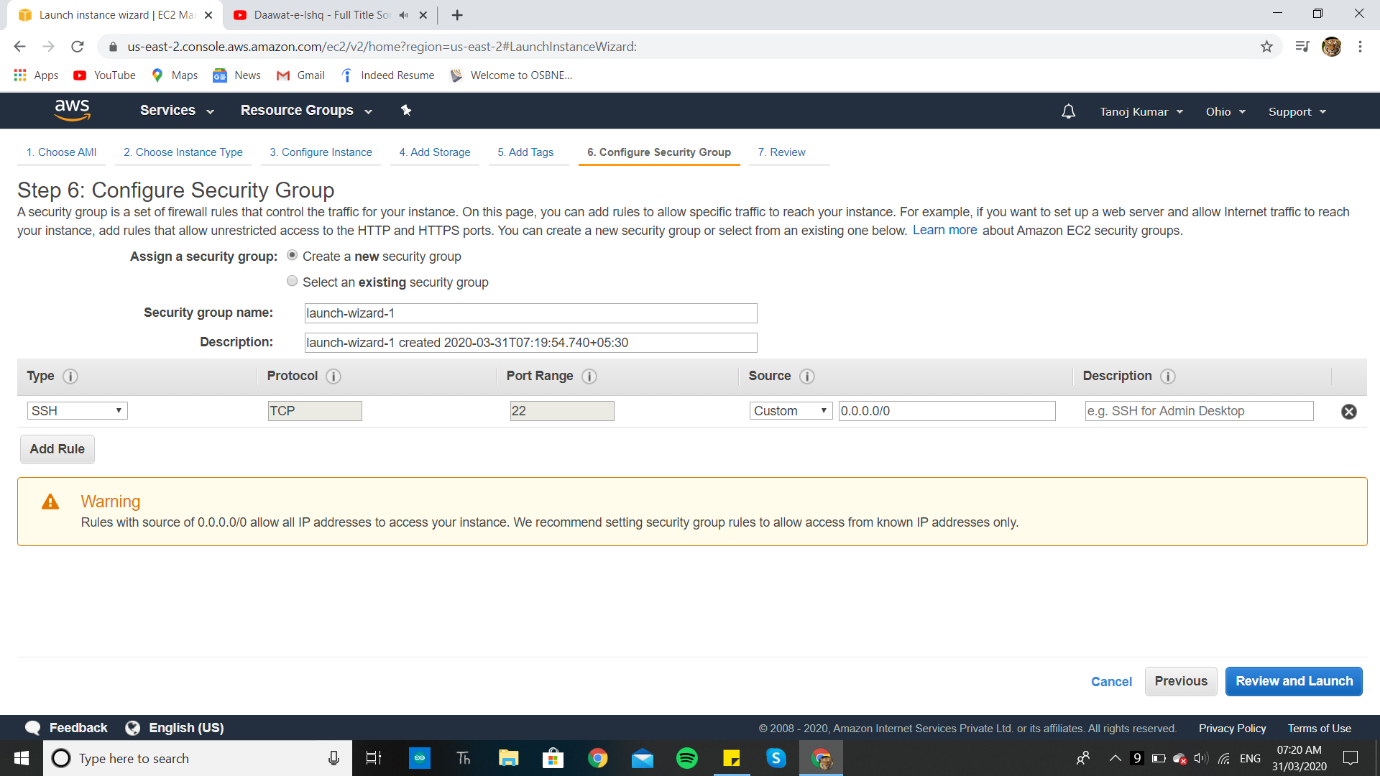 Launch instance wizard | EC2 Ma
Daawat-e-Ishq - Full Title So
us-east-2.console.aws.amazon.com/ec2/v2/home?region=us-east-2#LaunchInstanceWizard:
Apps YouTube Maps News Gmail Indeed Resume Welcome to OSBNE...
aws Services Resource Groups Tanoj Kumar Ohio Support
1. Choose AMI 2. Choose Instance Type 3. Configure Instance 4. Add Storage 5. Add Tags 6. Configure Security Group 7. Review
Step 6: Configure Security Group
A security group is a set of firewall rules that control the traffic for your instance. On this page, you can add rules to allow specific traffic to reach your instance. For example, if you want to set up a web server and allow Internet traffic to reach
your instance, add rules that allow unrestricted access to the HTTP and HTTPS ports. You can create a new security group or select from an existing one below. Learn more about Amazon EC2 security groups.
Assign a security group: Create a new security group
Select an existing security group
Security group name: launch-wizard-1
Description: launch-wizard-1 created 2020-03-31T07:19:54.740+05:30
Type i Protocol i Port Range i Source i Description i
SSH TCP 22 Custom 0.0.0.0/0 e.g. SSH for Admin Desktop
Add Rule
Warning
Rules with source of 0.0.0.0/0 allow all IP addresses to access your instance. We recommend setting security group rules to allow access from known IP addresses only.
Cancel Previous Review and Launch
Feedback English (US) © 2008 - 2020, Amazon Internet Services Private Ltd. or its affiliates. All rights reserved. Privacy Policy Terms of Use
Type here to search Th S 9 ENG 07:20 AM
31/03/2020